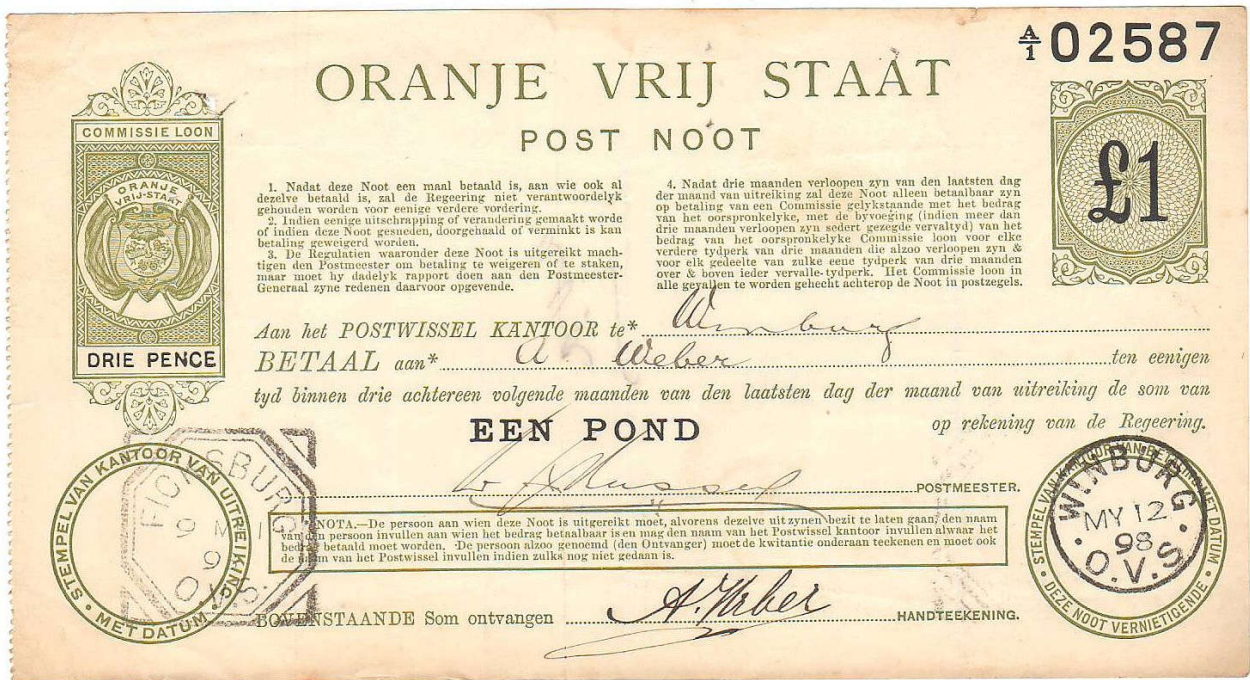 A/1 02587
ORANJE VRIJ STAAT
POST NOOT
COMMISSIE LOON
ORANJE
VRIJ-STAAT
DRIE PENCE
£1
1. Nadat deze Noot een maal betaald is, aan wie ook al
dezelve betaald is, zal de Regeering niet verantwoordelyk
gehouden worden voor eenige verdere vordering.
2. Indien eenige uitschrapping of verandering gemaakt worde
of indien deze Noot gesneden, doorgehaald of verminkt is kan
betaling geweigerd worden.
3. De Regulatien waaronder deze Noot is uitgereikt mach-
tigen den Postmeester om betaling te weigeren of te staken,
maar moet hy dadelyk rapport doen aan den Postmeester-
Generaal zyne redenen daarvoor opgevende.
4. Nadat drie maanden verloopen zyn van den laatsten dag
der maand van uitreiking zal deze Noot alleen betaalbaar zyn
op betaling van een Commissie gelykstaande met het bedrag
van het oorspronkelyke, met de byvoeging (indien meer dan
drie maanden verloopen zyn sedert gezegde vervaltyd) van het
bedrag van het oorspronkelyke Commissie loon voor elke
verdere tydperk van drie maanden die alzoo verloopen zyn &
voor elk gedeelte van zulke eene tydperk van drie maanden
over & boven ieder vervalle-tydperk. Het Commissie loon in
alle gevallen te worden gehecht achterop de Noot in postzegels.
Aan het POSTWISSEL KANTOOR te* Winburg
BETAAL aan* A. Weber ten eenigen
tyd binnen drie achtereen volgende maanden van den laatsten dag der maand van uitreiking de som van
EEN POND op rekening van de Regeering.
POSTMEESTER.
NOTA.—De persoon aan wien deze Noot is uitgereikt moet, alvorens dezelve uit zynen bezit te laten gaan, den naam
van den persoon invullen aan wien het bedrag betaalbaar is en mag den naam van het Postwissel kantoor invullen alwaar het
bedrag betaald moet worden. De persoon alzoo genoemd (den Ontvanger) moet de kwitantie onderaan teekenen en moet ook
de naam van het Postwissel invullen indien zulks nog niet gedaan is.
BOVENSTAANDE Som ontvangen A. Weber HANDTEEKENING.
STEMPEL VAN KANTOOR VAN UITREIKING
MET DATUM
FICKSBURG
O.V.S.
STEMPEL VAN KANTOOR VAN BETALING MET DATUM
DEZE NOOT VERNIETIGENDE
WINBURG
MY 12
98
O.V.S